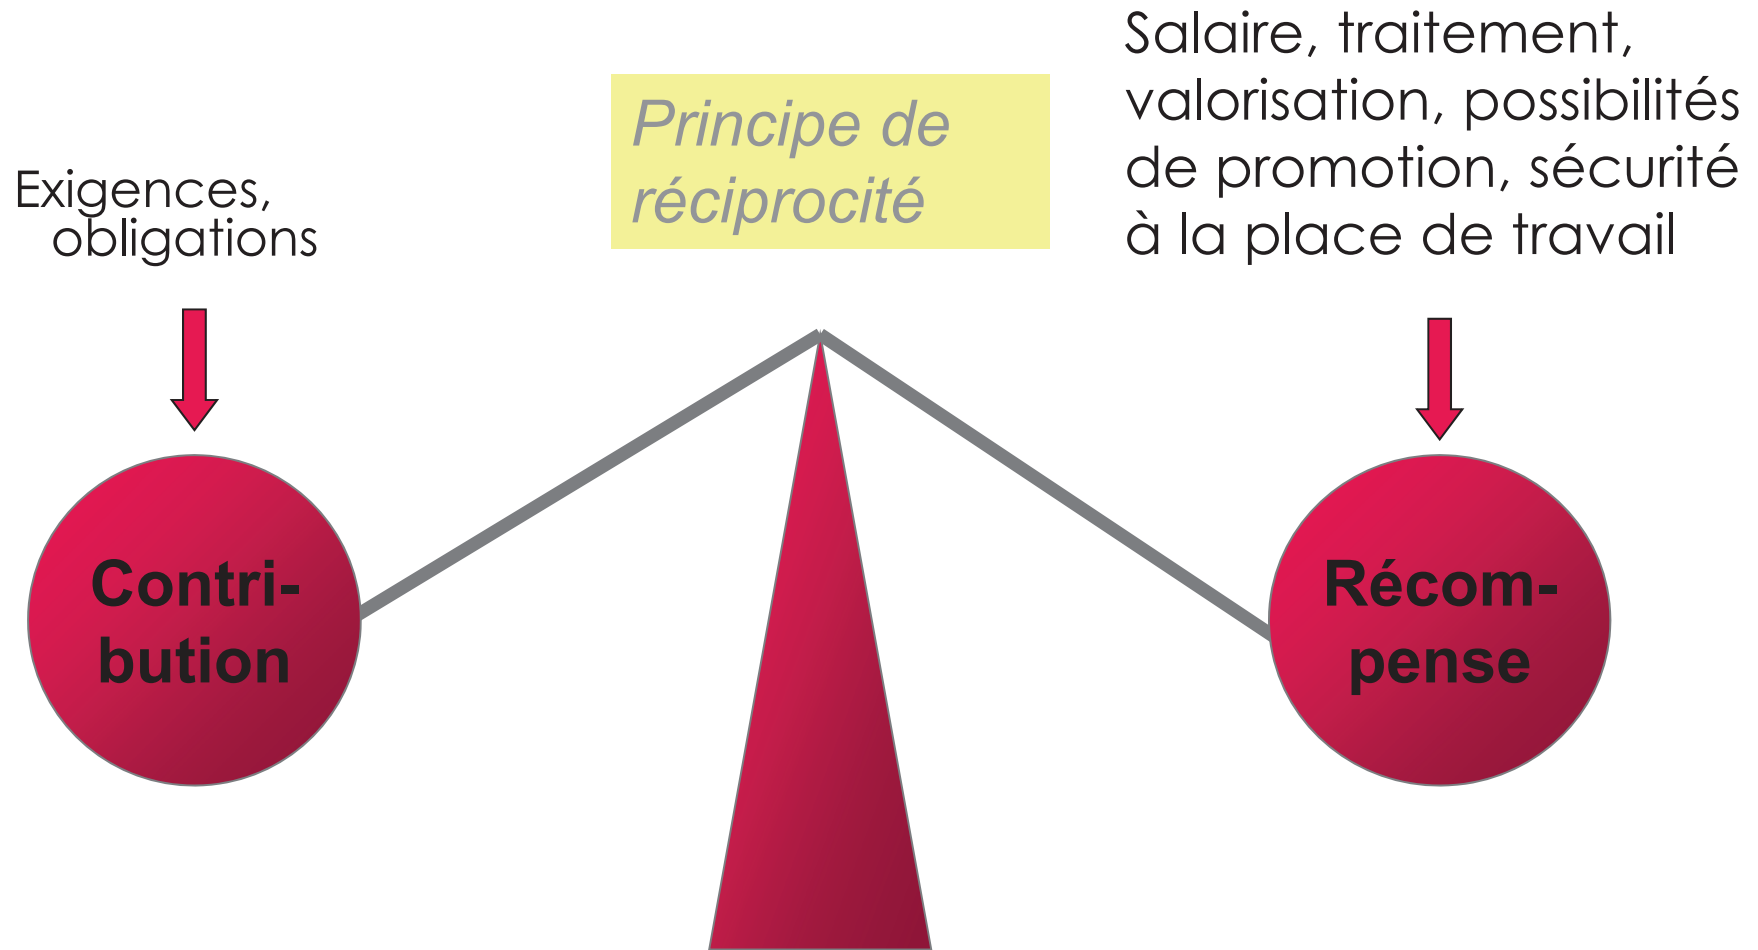 Exigences,
obligations
Principe de
réciprocité
Salaire, traitement,
valorisation, possibilités
de promotion, sécurité
à la place de travail
Contri-
bution
Récom-
pense